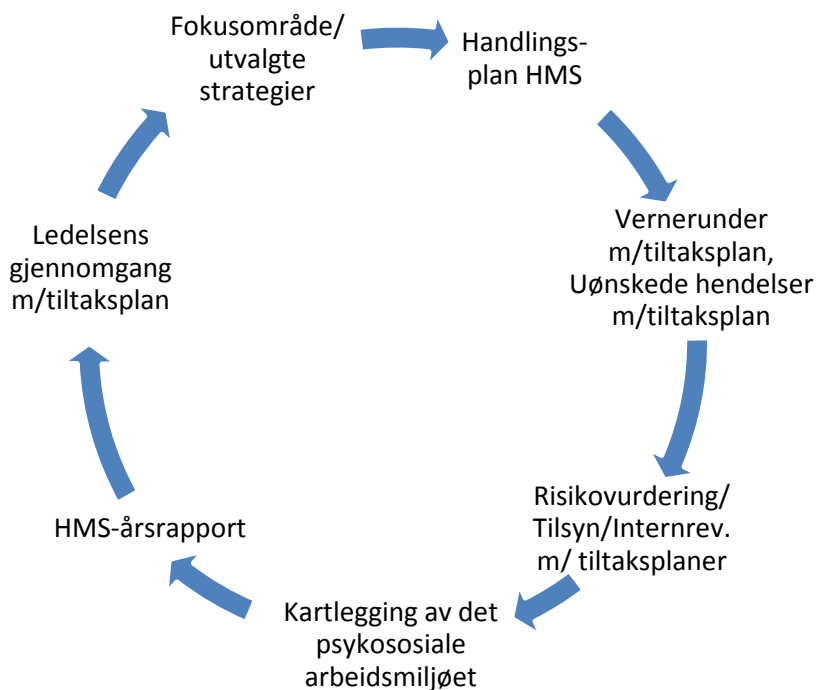 Fokusområde/
utvalgte
strategier
Handlings-
plan HMS
Vernerunder
m/tiltaksplan,
Uønskede hendelser
m/tiltaksplan
Risikovurdering/
Tilsyn/Internrev.
m/ tiltaksplaner
Kartlegging av det
psykososiale
arbeidsmiljøet
HMS-årsrapport
Ledelsens
gjennomgang
m/tiltaksplan